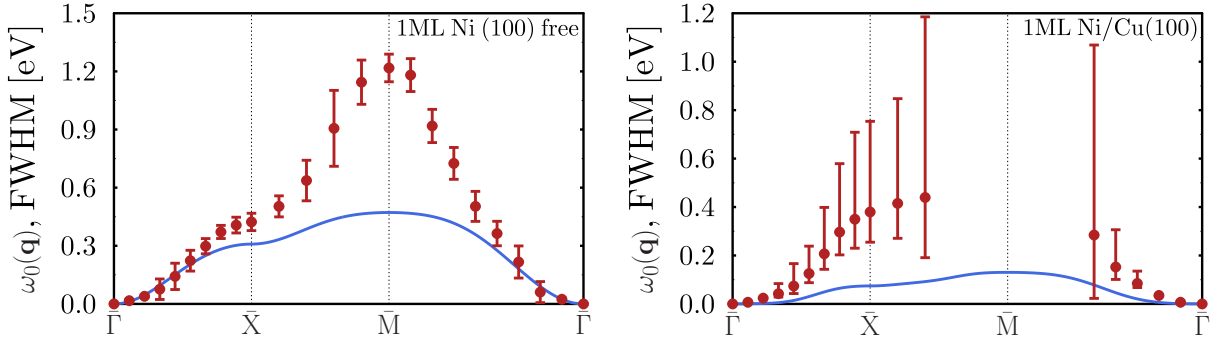 1ML Ni (100) free
ω₀(𝐪), FWHM [eV]
1.5
1.2
0.9
0.6
0.3
0.0
Γ̄ X̄ M̄ Γ̄
1ML Ni/Cu(100)
ω₀(𝐪), FWHM [eV]
1.2
1.0
0.8
0.6
0.4
0.2
0.0
Γ̄ X̄ M̄ Γ̄